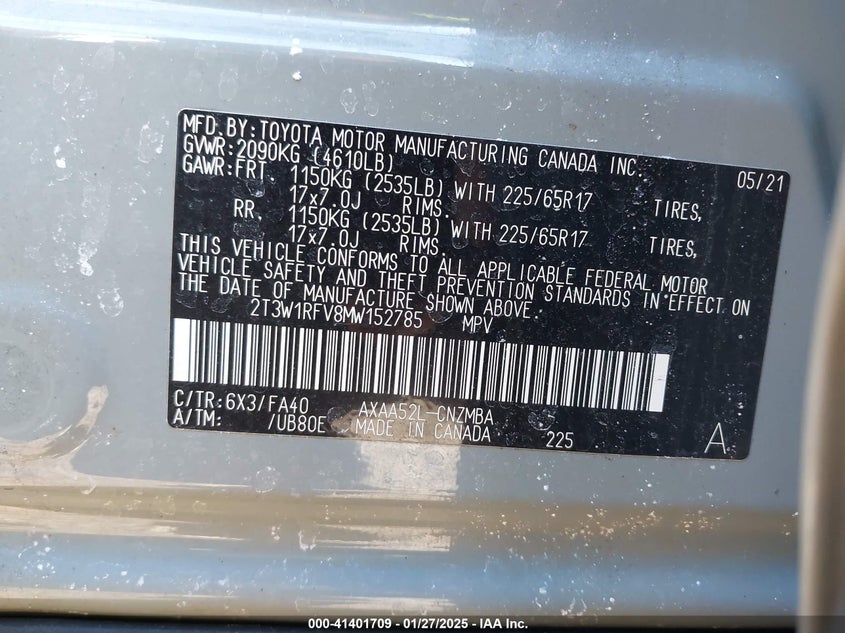 MFD.BY:TOYOTA MOTOR MANUFACTURING CANADA INC. 05/21
GVWR:2090KG (4610LB)
GAWR:FRT. 1150KG (2535LB) WITH 225/65R17 TIRES,
17x7.0J RIMS.
RR. 1150KG (2535LB) WITH 225/65R17 TIRES,
17x7.0J RIMS.
THIS VEHICLE CONFORMS TO ALL APPLICABLE FEDERAL MOTOR
VEHICLE SAFETY AND THEFT PREVENTION STANDARDS IN EFFECT ON
THE DATE OF MANUFACTURE SHOWN ABOVE.
2T3W1RFV8MW152785 MPV
C/TR:6X3/FA40 AXAA52L-CNZMBA
A/TM: /UB80E MADE IN CANADA 225 A
000-41401709 - 01/27/2025 - IAA Inc.